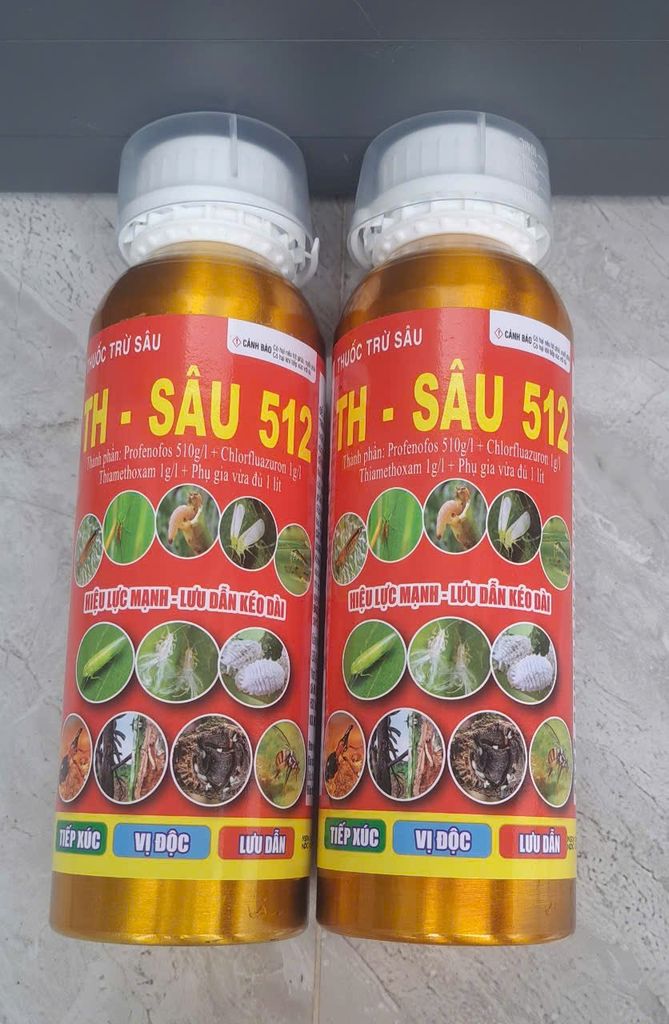 THUỐC TRỪ SÂU
CẢNH BÁO
TH - SÂU 512
Thành phần: Profenofos 510g/l + Chlorfluazuron 1g/l
Thiamethoxam 1g/l + Phụ gia vừa đủ 1 lít
HIỆU LỰC MẠNH - LƯU DẪN KÉO DÀI
TIẾP XÚC
VỊ ĐỘC
LƯU DẪN
THUỐC TRỪ SÂU
CẢNH BÁO
TH - SÂU 512
Thành phần: Profenofos 510g/l + Chlorfluazuron 1g/l
Thiamethoxam 1g/l + Phụ gia vừa đủ 1 lít
HIỆU LỰC MẠNH - LƯU DẪN KÉO DÀI
TIẾP XÚC
VỊ ĐỘC
LƯU DẪN